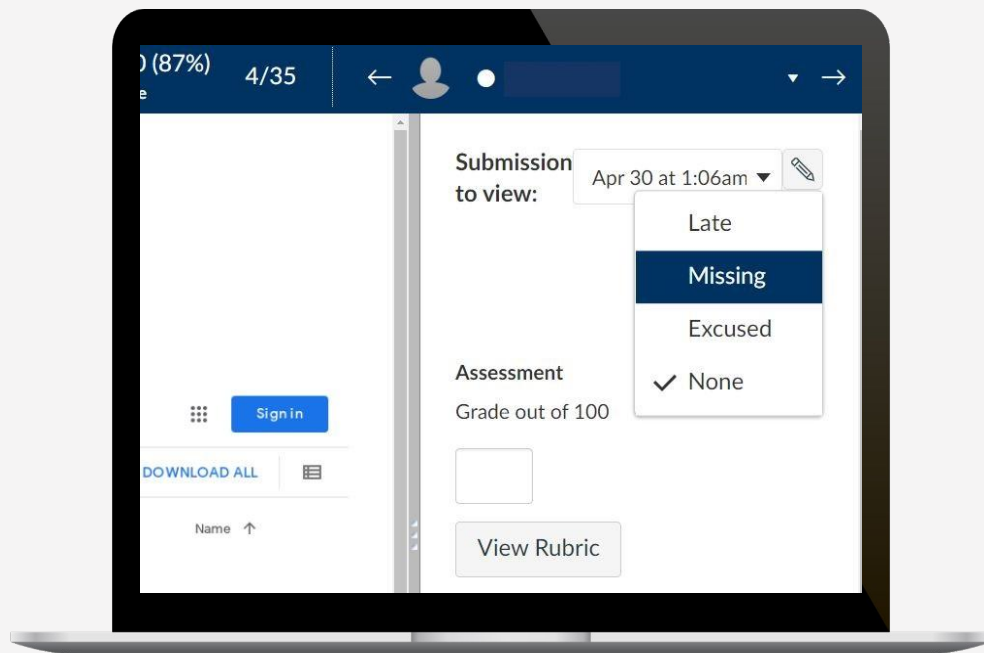 (87%)
4/35
Submission
to view:
Apr 30 at 1:06am
Late
Missing
Excused
None
Assessment
Grade out of 100
Sign in
DOWNLOAD ALL
Name
View Rubric